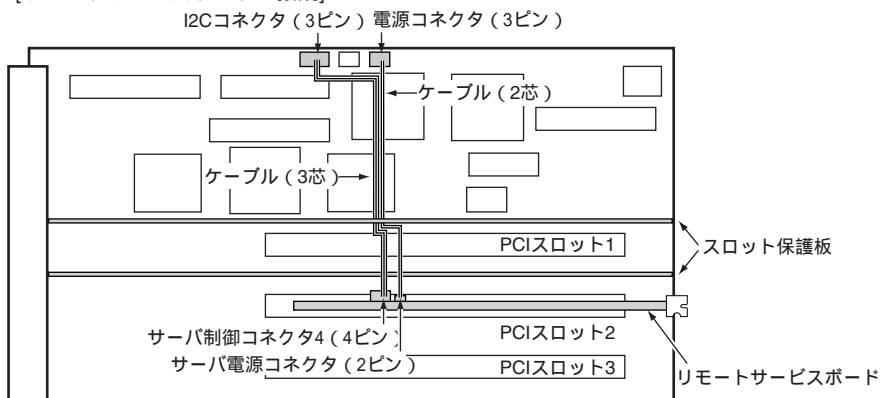 I2Cコネクタ（3ピン）
電源コネクタ（3ピン）
ケーブル（2芯）
ケーブル（3芯）
PCIスロット1
スロット保護板
サーバ制御コネクタ4（4ピン）
PCIスロット2
サーバ電源コネクタ（2ピン）
PCIスロット3
リモートサービスボード